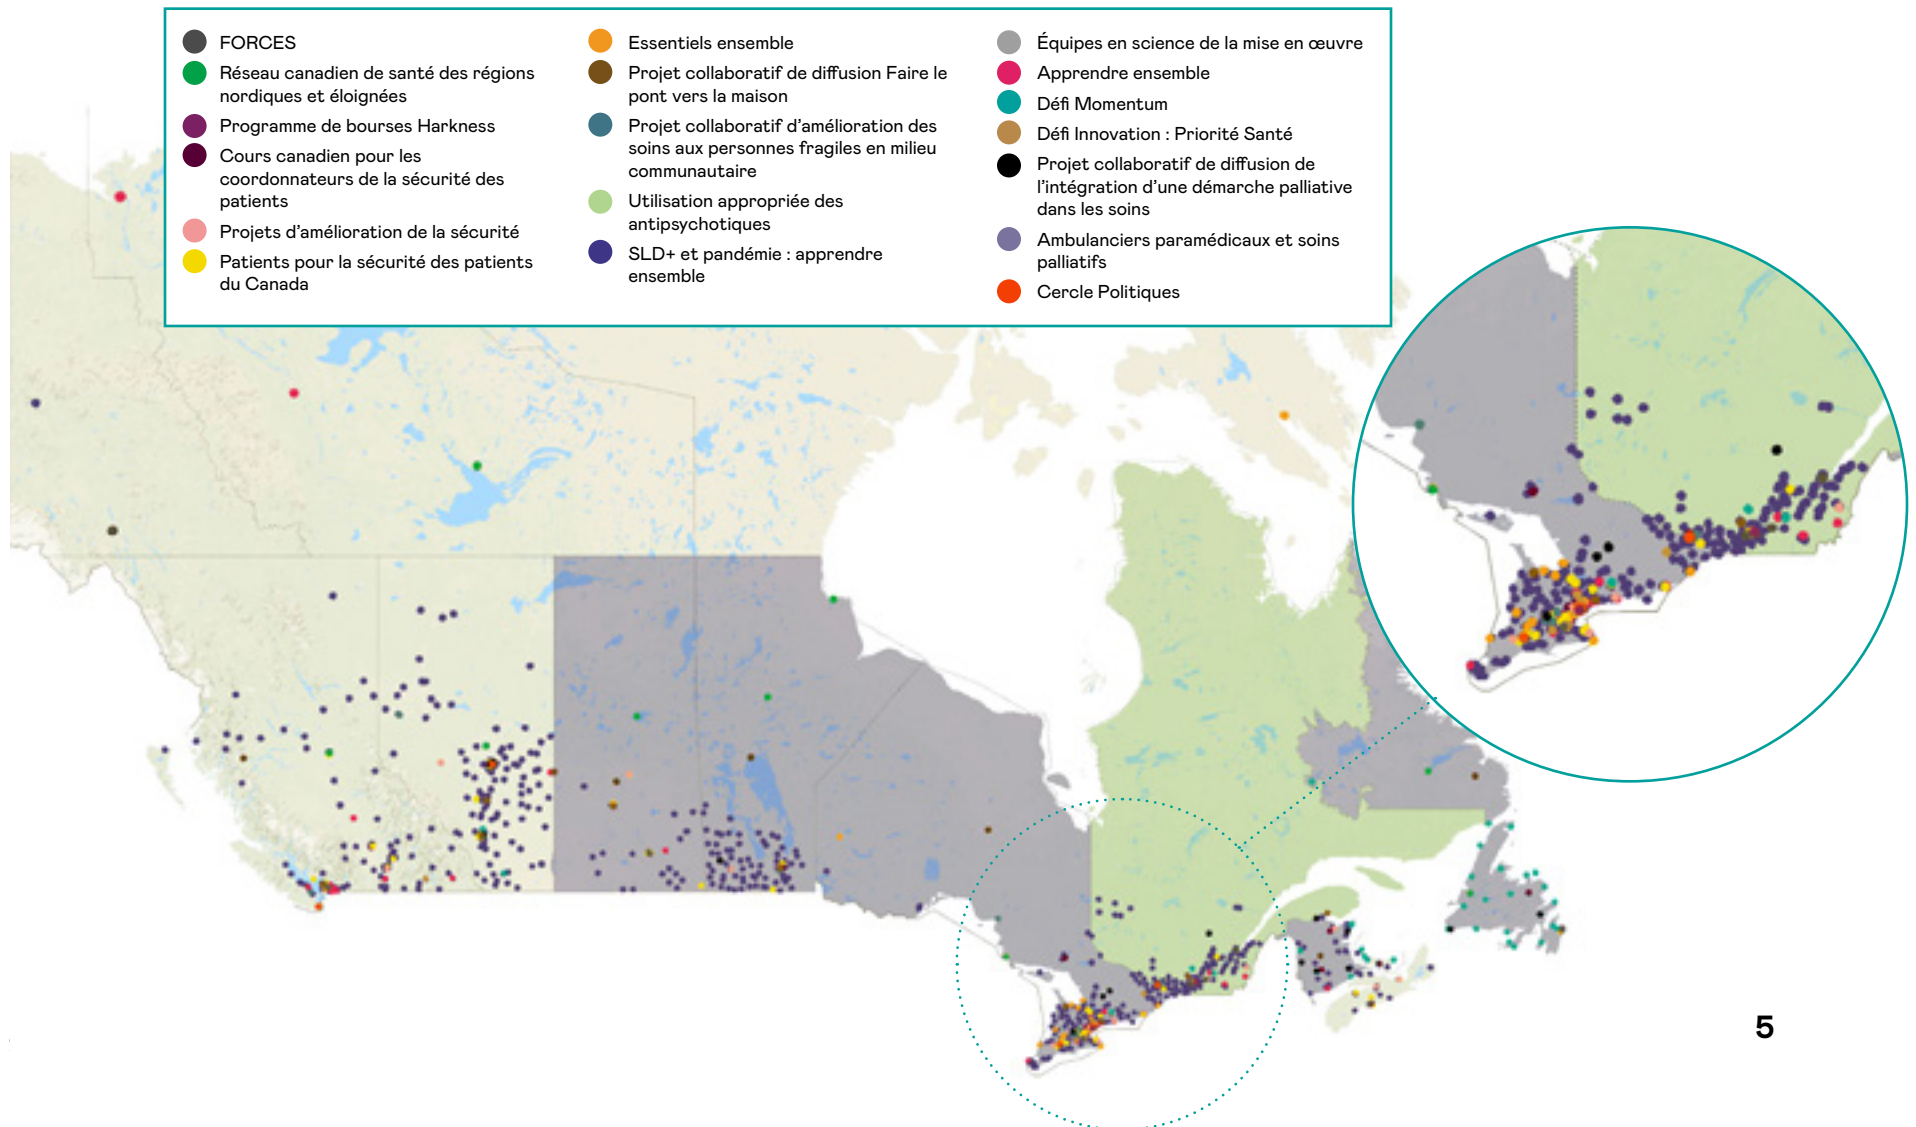 FORCES
Réseau canadien de santé des régions
nordiques et éloignées
Programme de bourses Harkness
Cours canadien pour les
coordonnateurs de la sécurité des
patients
Projets d'amélioration de la sécurité
Patients pour la sécurité des patients
du Canada
Essentiels ensemble
Projet collaboratif de diffusion Faire le
pont vers la maison
Projet collaboratif d'amélioration des
soins aux personnes fragiles en milieu
communautaire
Utilisation appropriée des
antipsychotiques
SLD+ et pandémie : apprendre
ensemble
Équipes en science de la mise en œuvre
Apprendre ensemble
Défi Momentum
Défi Innovation : Priorité Santé
Projet collaboratif de diffusion de
l'intégration d'une démarche palliative
dans les soins
Ambulanciers paramédicaux et soins
palliatifs
Cercle Politiques
5